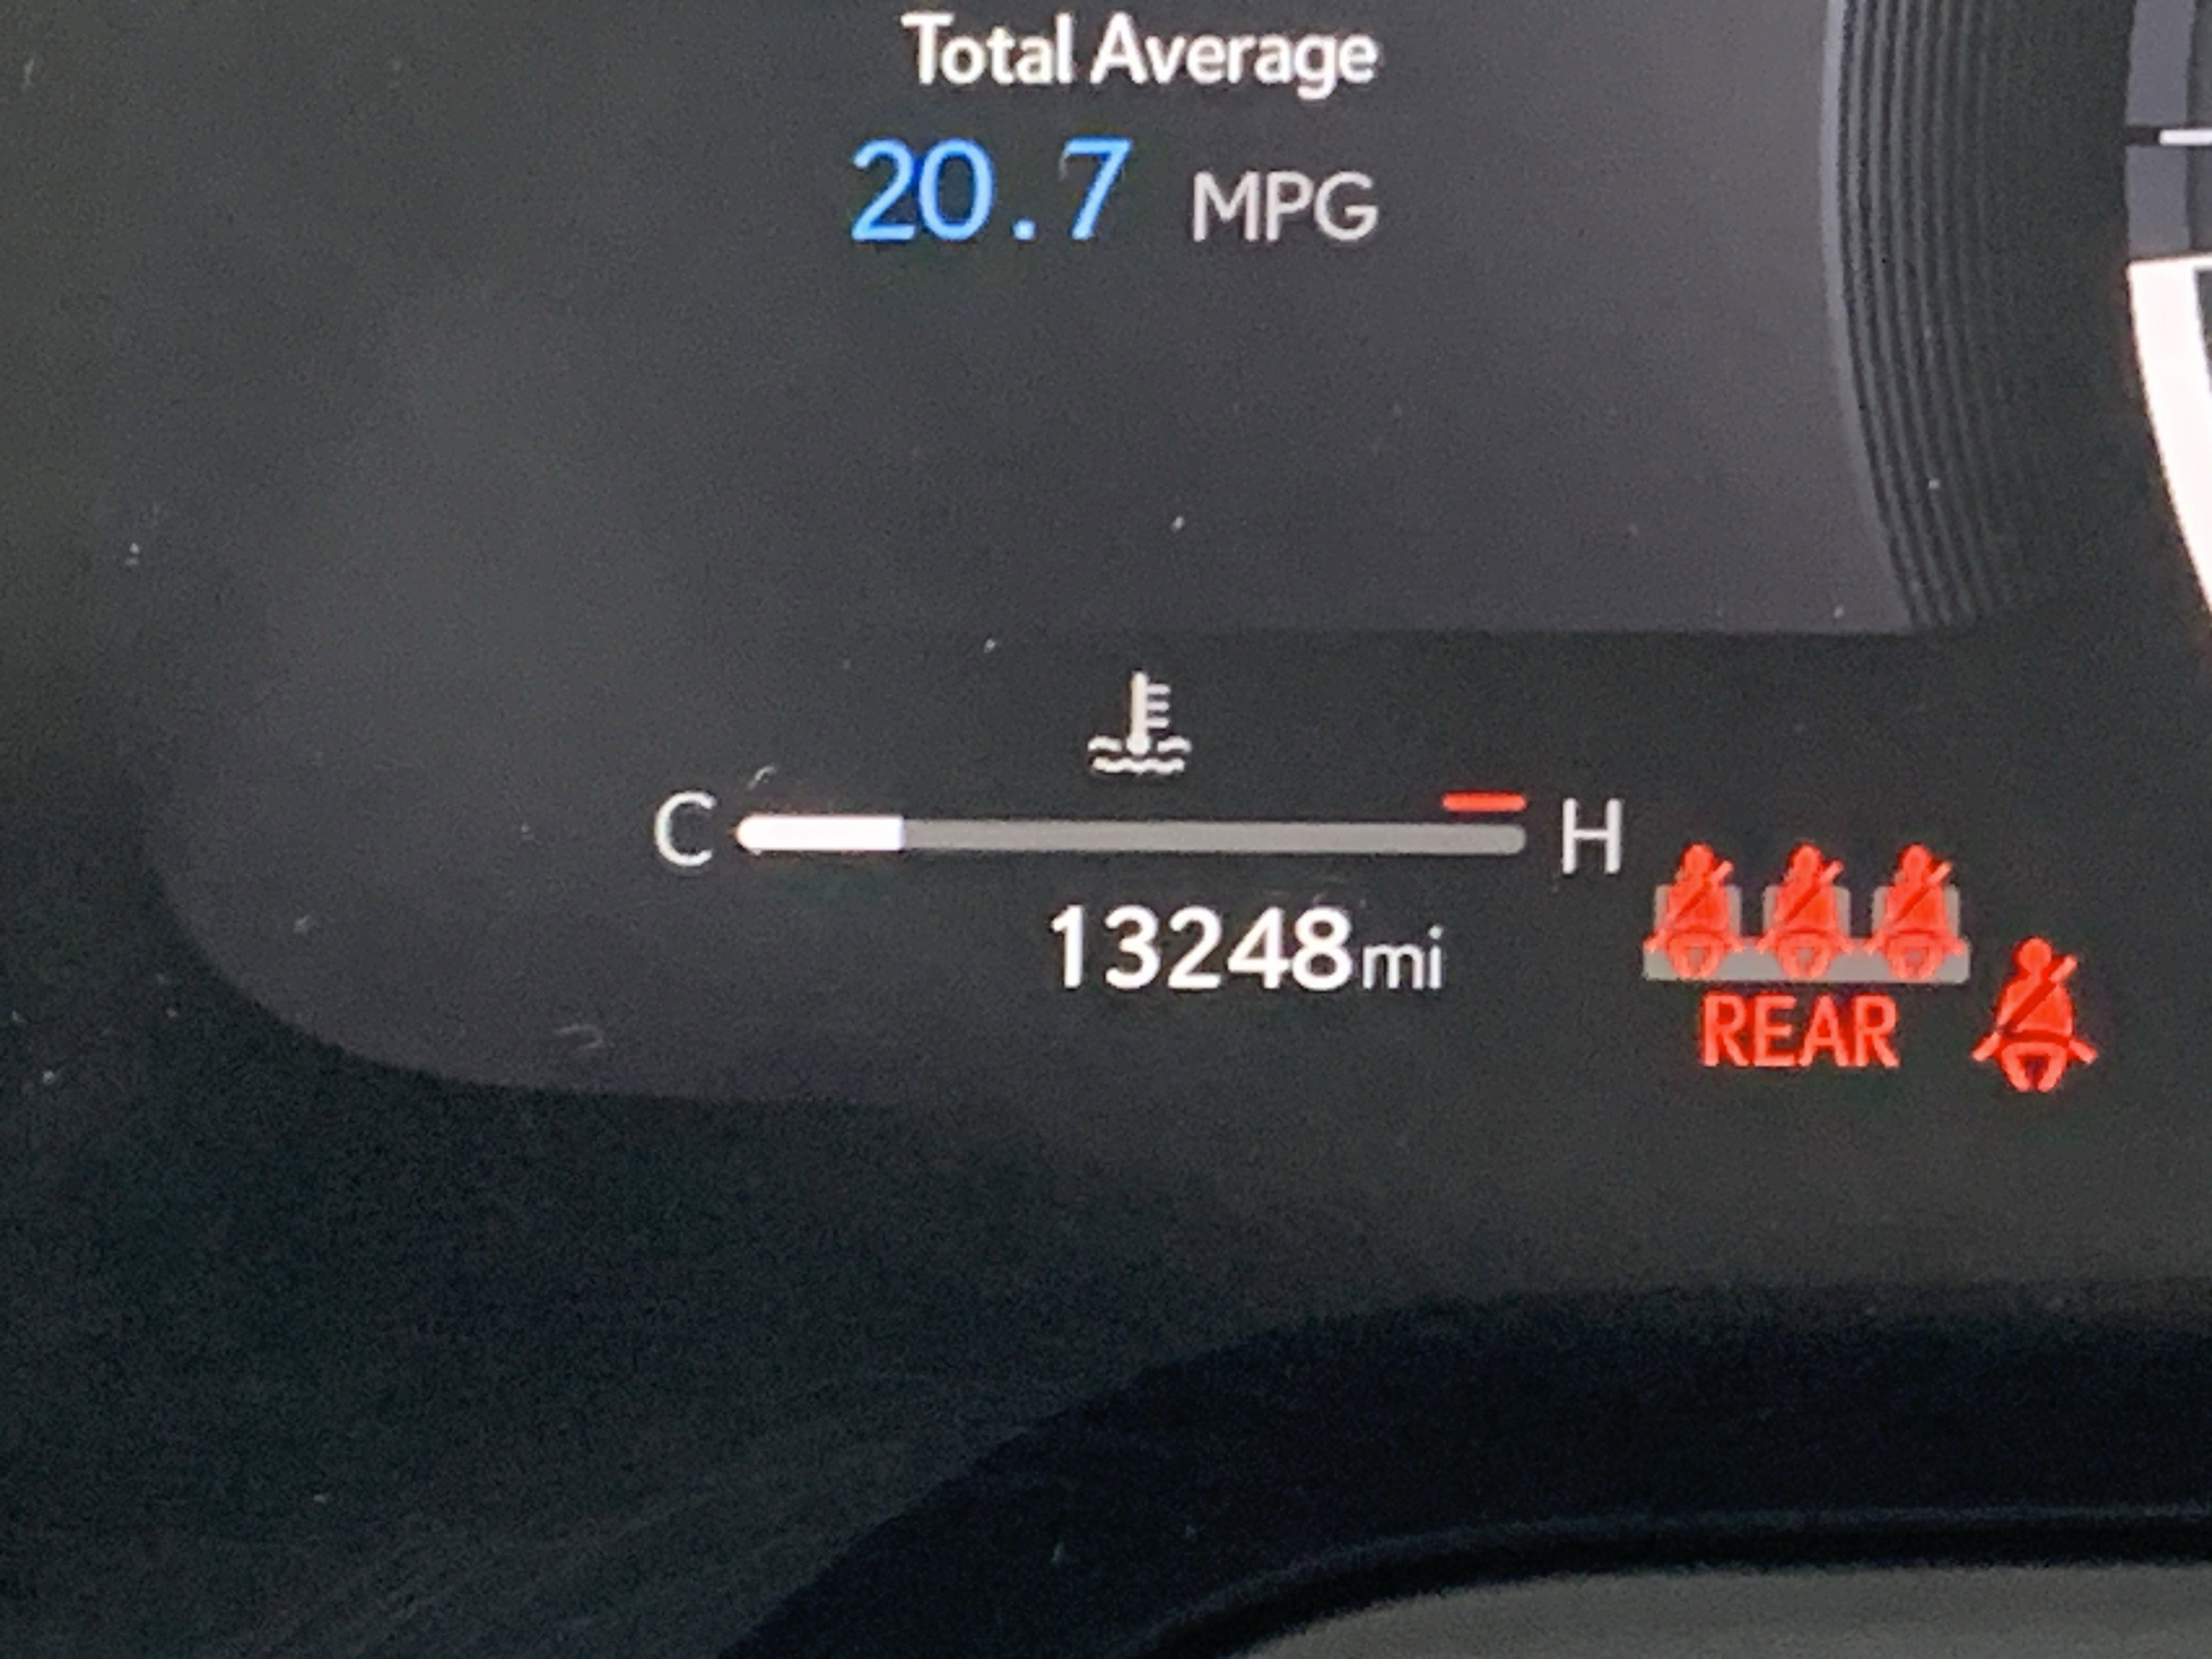 Total Average
20.7 MPG
C H
13248mi
REAR